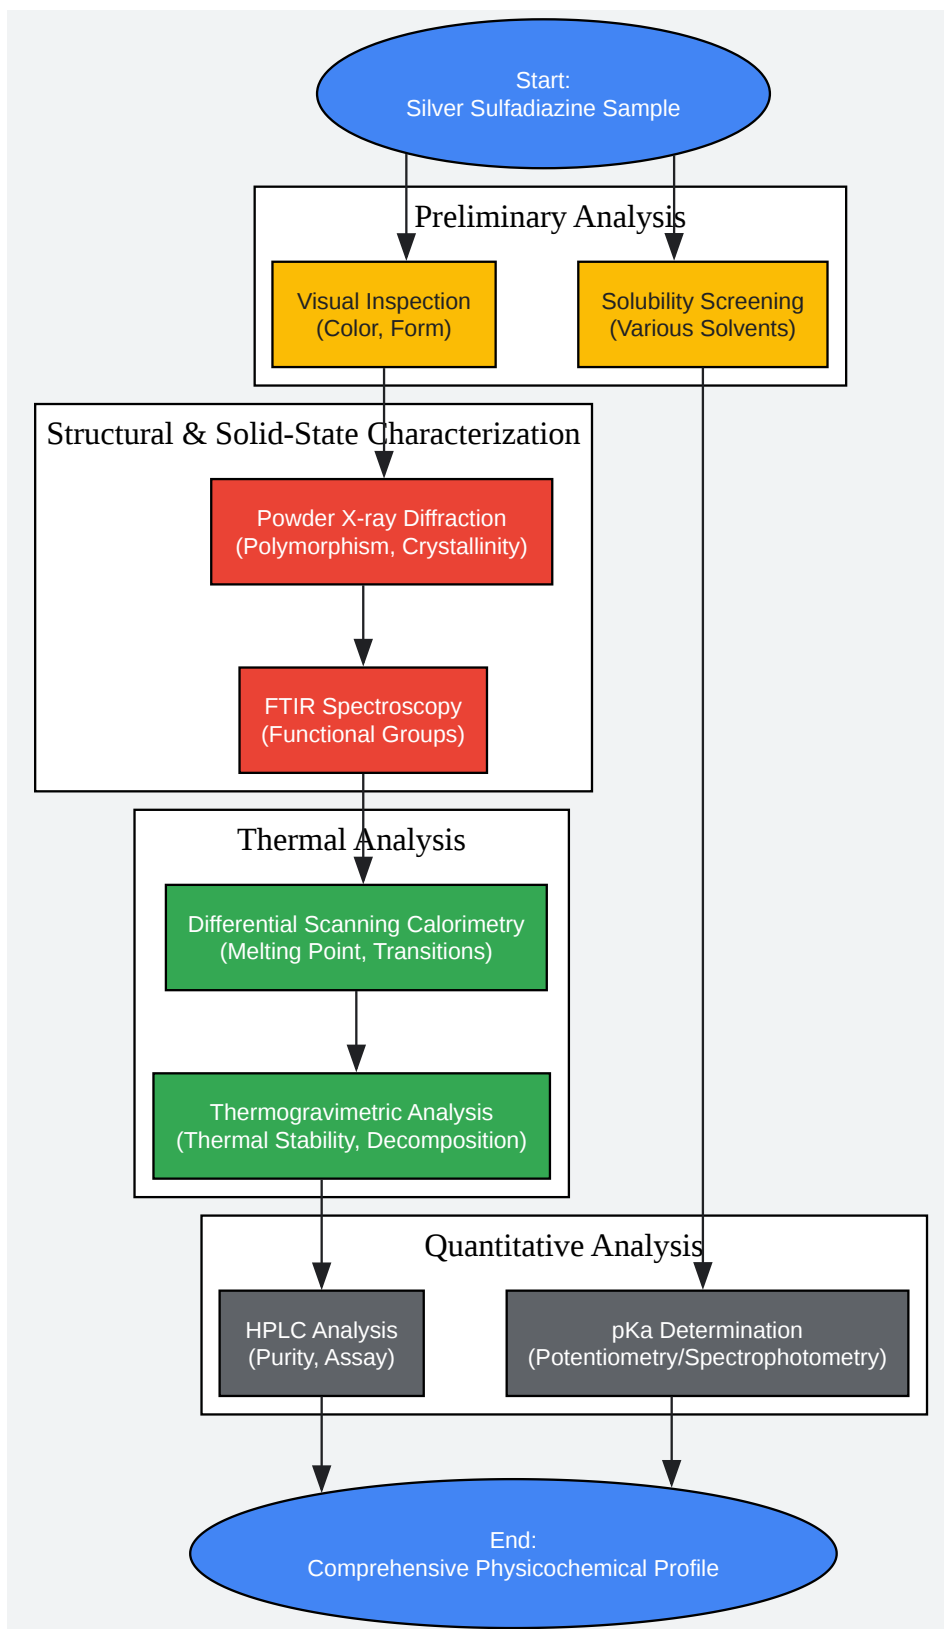 Start:
Silver Sulfadiazine Sample
Preliminary Analysis
Visual Inspection
(Color, Form)
Solubility Screening
(Various Solvents)
Structural & Solid-State Characterization
Powder X-ray Diffraction
(Polymorphism, Crystallinity)
FTIR Spectroscopy
(Functional Groups)
Thermal Analysis
Differential Scanning Calorimetry
(Melting Point, Transitions)
Thermogravimetric Analysis
(Thermal Stability, Decomposition)
Quantitative Analysis
HPLC Analysis
(Purity, Assay)
pKa Determination
(Potentiometry/Spectrophotometry)
End:
Comprehensive Physicochemical Profile